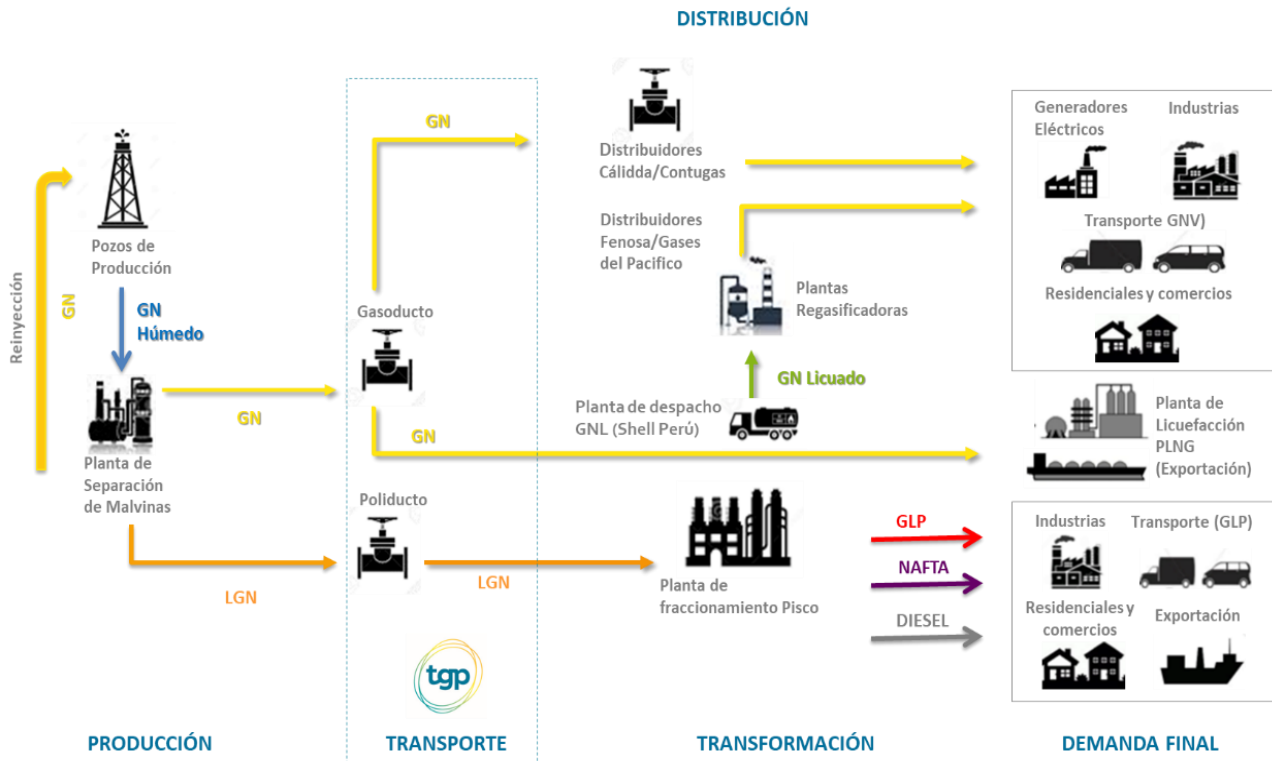 DISTRIBUCIÓN
Reinyección
GN
Pozos de
Producción
GN
Húmedo
Planta de
Separación
de Malvinas
GN
LGN
GN
Gasoducto
GN
Poliducto
LGN
tgp
Distribuidores
Cálidda/Contugas
Distribuidores
Fenosa/Gases
del Pacifico
Plantas
Regasificadoras
GN Licuado
Planta de despacho
GNL (Shell Perú)
Planta de
fraccionamiento Pisco
GLP
NAFTA
DIESEL
Generadores
Eléctricos
Industrias
Transporte GNV)
Residenciales y comercios
Planta de
Licuefacción
PLNG
(Exportación)
Industrias
Transporte (GLP)
Residenciales y
comercios
Exportación
PRODUCCIÓN
TRANSPORTE
TRANSFORMACIÓN
DEMANDA FINAL